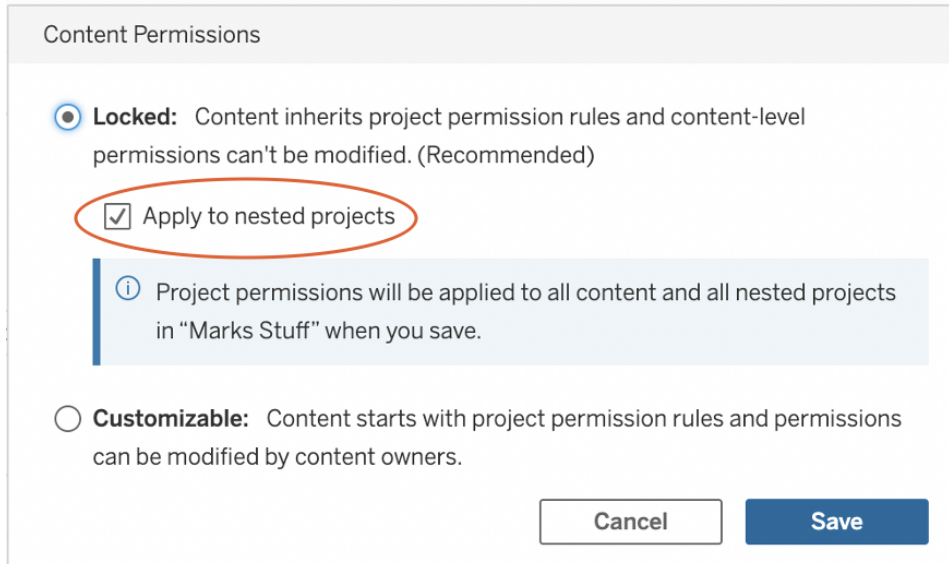 Content Permissions
Locked: Content inherits project permission rules and content-level
permissions can't be modified. (Recommended)
Apply to nested projects
Project permissions will be applied to all content and all nested projects
in “Marks Stuff” when you save.
Customizable: Content starts with project permission rules and permissions
can be modified by content owners.
Cancel Save